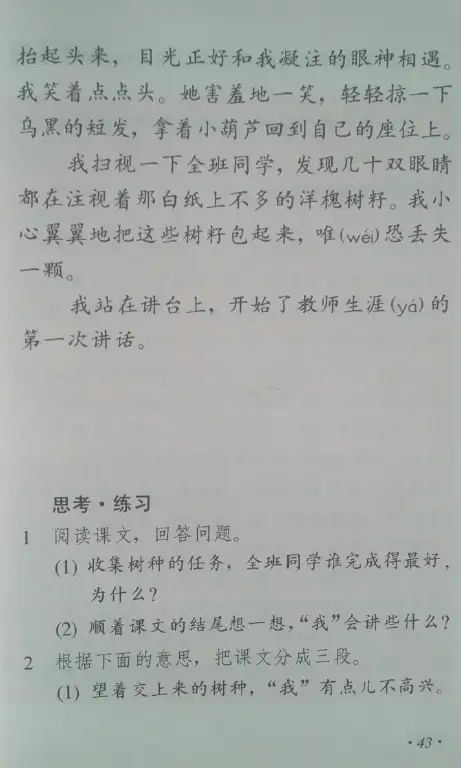 抬起头来，目光正好和我凝注的眼神相遇。
我笑着点点头。她害羞地一笑，轻轻掠一下
乌黑的短发，拿着小葫芦回到自己的座位上。
我扫视一下全班同学，发现几十双眼睛
都在注视着那白纸上不多的洋槐树籽。我小
心翼翼地把这些树籽包起来，唯(wéi)恐丢失
一颗。
我站在讲台上，开始了教师生涯(yá)的
第一次讲话。
思考·练习
1 阅读课文，回答问题。
(1) 收集树种的任务，全班同学谁完成得最好，
为什么？
(2) 顺着课文的结尾想一想，“我”会讲些什么？
2 根据下面的意思，把课文分成三段。
(1) 望着交上来的树种，“我”有点儿不高兴。
·43·